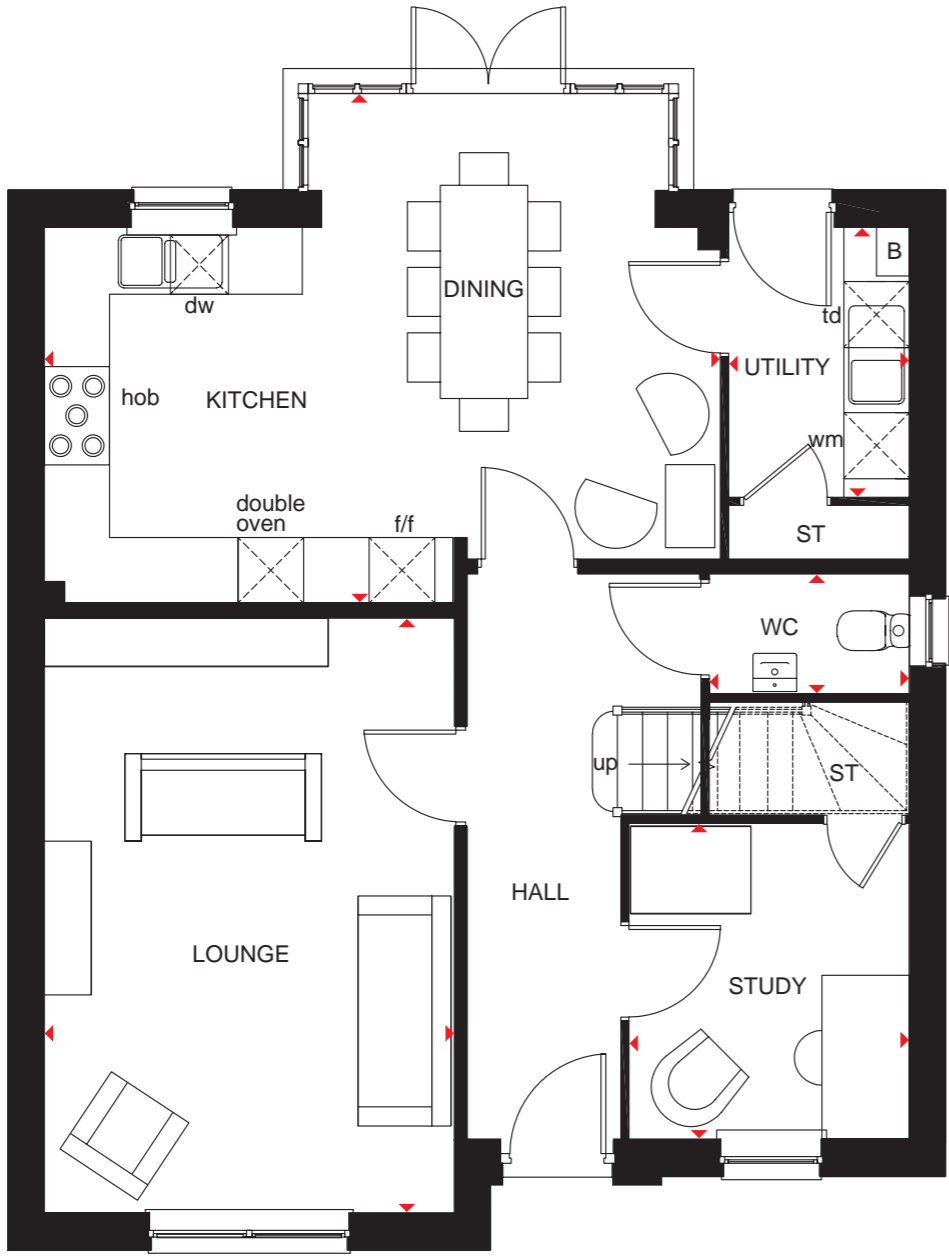 DINING
B
dw
td
hob
KITCHEN
UTILITY
wm
double
oven
f/f
ST
WC
up
ST
HALL
LOUNGE
STUDY